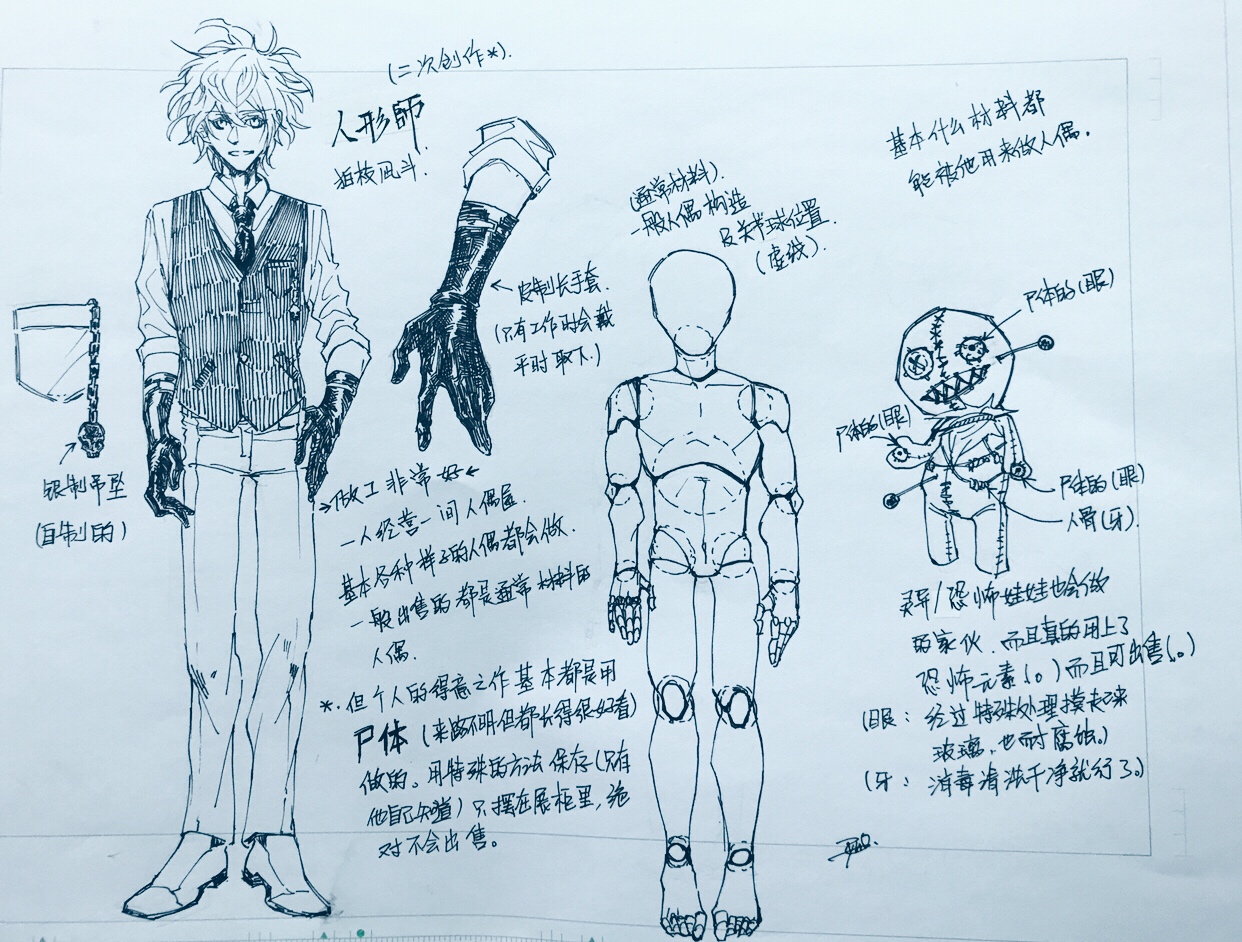 (二次创作*).
人形師
狛枝凪斗.
皮制长手套.
(只有工作时会戴
平时取下.)
银制吊坠
(自制的)
做工非常好
一人经营一间人偶屋
基本各种样子的人偶都会做.
一般出售的都是通常材料的
人偶.
*.但个人的得意之作基本都是用
尸体(来路不明但都长得很好看)
做的。用特殊的方法保存(只有
他自己知道)只摆在展柜里,绝
对不会出售。
(通常材料).
一般人偶构造
及关节球位置.
(虚线).
基本什么材料都
能被他用来做人偶.
尸体的(眼)
尸体的(眼)
尸体的(眼)
人骨(牙).
灵异/恐怖娃娃也会做
的家伙.而且真的用上了
恐怖元素(。)而且可出售(。)
(眼:经过特殊处理摸起来
玻璃,也耐腐蚀。)
(牙:消毒清洗干净就行了。)